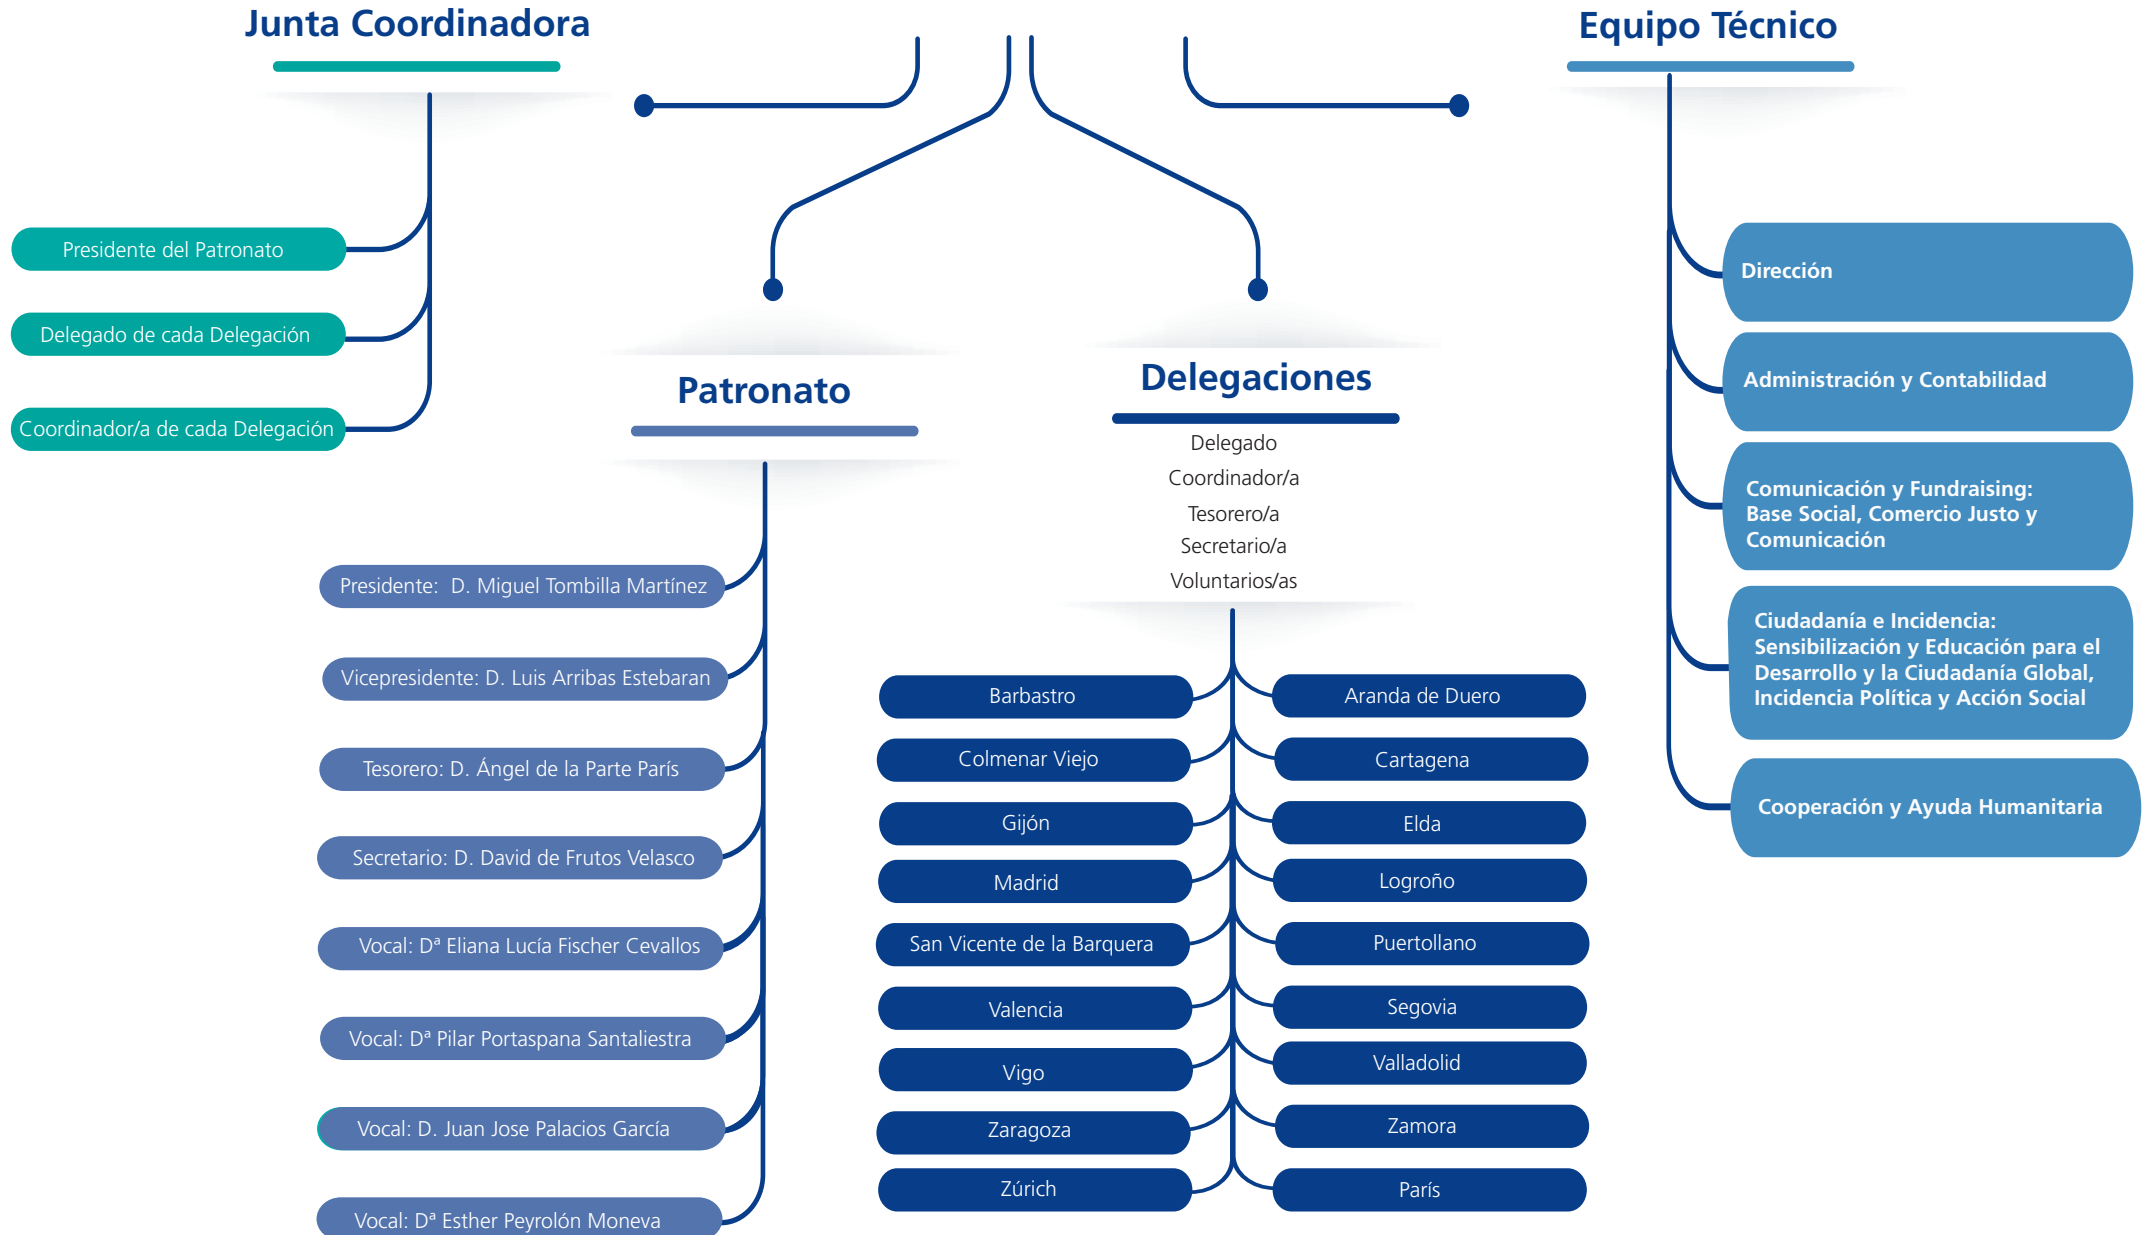 Junta Coordinadora
Presidente del Patronato
Delegado de cada Delegación
Coordinador/a de cada Delegación
Patronato
Presidente:  D. Miguel Tombilla Martínez
Vicepresidente: D. Luis Arribas Estebaran
Tesorero: D. Ángel de la Parte París
Secretario: D. David de Frutos Velasco
Vocal: Dª Eliana Lucía Fischer Cevallos
Vocal: Dª Pilar Portaspana Santaliestra
Vocal: D. Juan Jose Palacios García
Vocal: Dª Esther Peyrolón Moneva
Delegaciones
Delegado
Coordinador/a
Tesorero/a
Secretario/a
Voluntarios/as
Barbastro
Aranda de Duero
Colmenar Viejo
Cartagena
Gijón
Elda
Madrid
Logroño
San Vicente de la Barquera
Puertollano
Valencia
Segovia
Vigo
Valladolid
Zaragoza
Zamora
Zúrich
París
Equipo Técnico
Dirección
Administración y Contabilidad
Comunicación y Fundraising:
Base Social, Comercio Justo y
Comunicación
Ciudadanía e Incidencia:
Sensibilización y Educación para el
Desarrollo y la Ciudadanía Global,
Incidencia Política y Acción Social
Cooperación y Ayuda Humanitaria